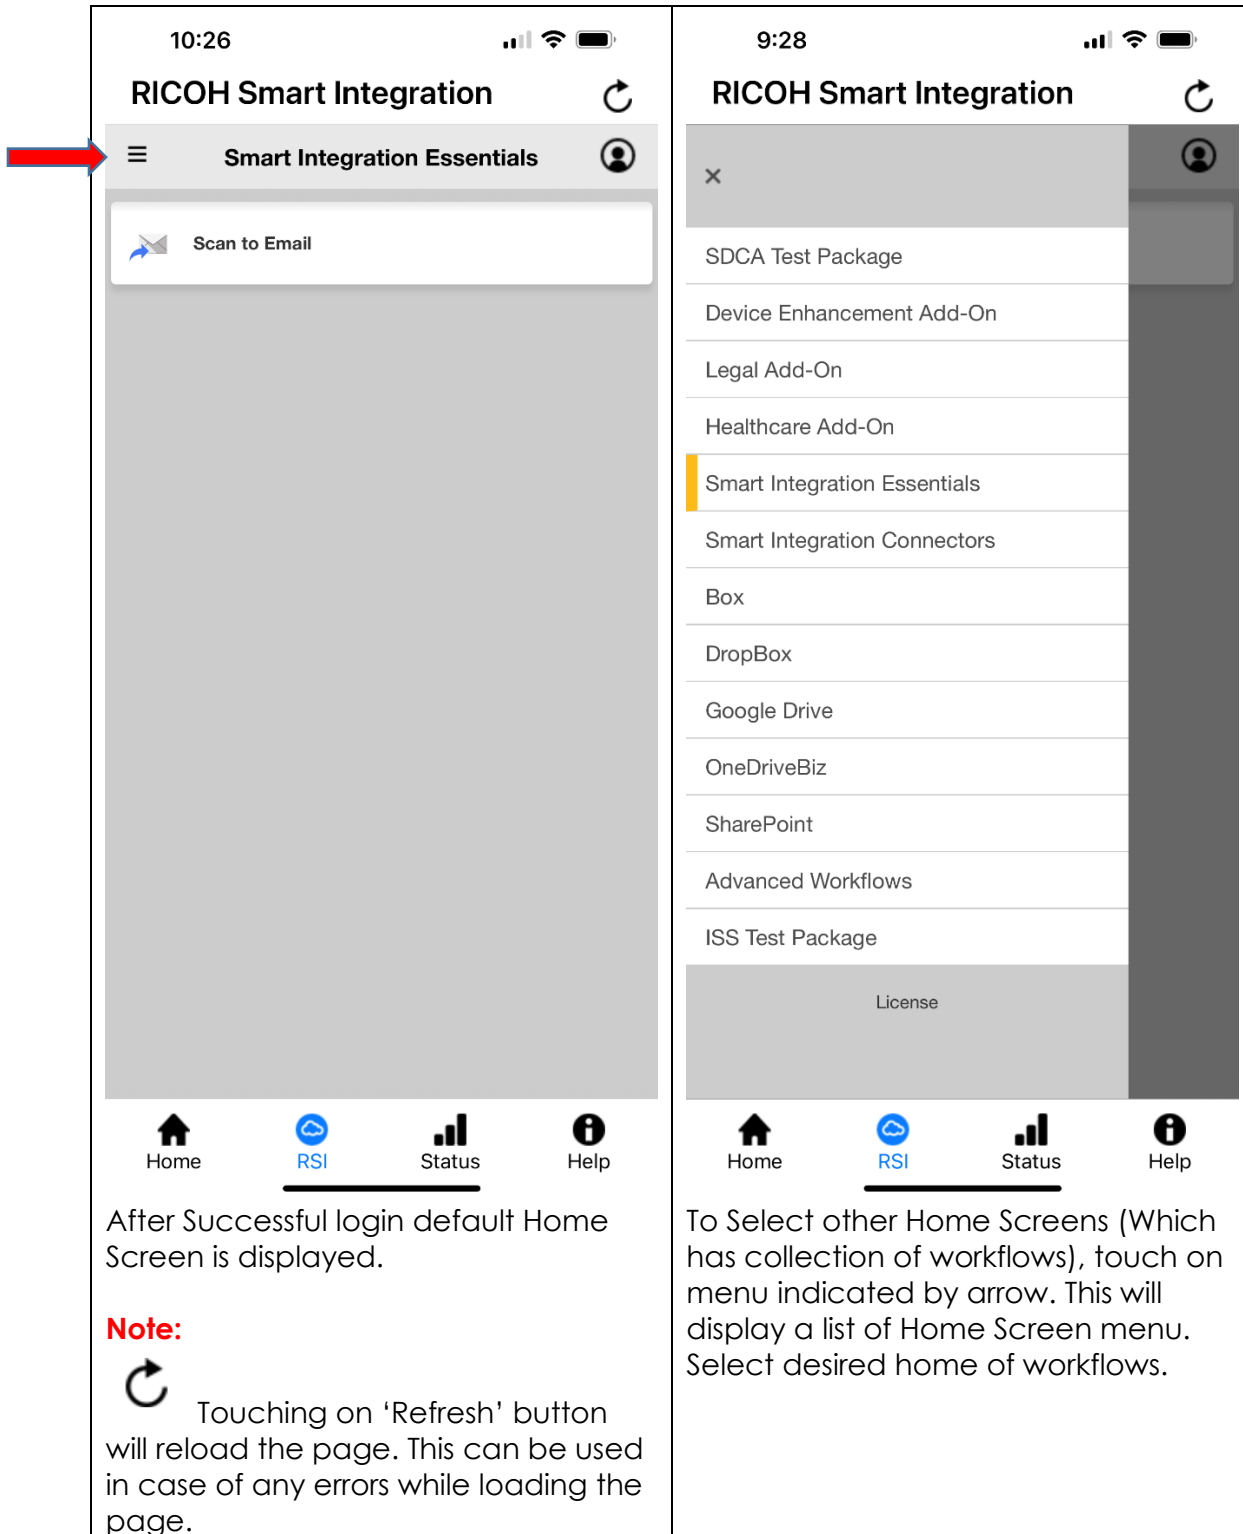 10:26
RICOH Smart Integration
Smart Integration Essentials
Scan to Email
Home
RSI
Status
Help
After Successful login default Home
Screen is displayed.
Note:
Touching on ‘Refresh’ button
will reload the page. This can be used
in case of any errors while loading the
page.
9:28
RICOH Smart Integration
SDCA Test Package
Device Enhancement Add-On
Legal Add-On
Healthcare Add-On
Smart Integration Essentials
Smart Integration Connectors
Box
DropBox
Google Drive
OneDriveBiz
SharePoint
Advanced Workflows
ISS Test Package
License
Home
RSI
Status
Help
To Select other Home Screens (Which
has collection of workflows), touch on
menu indicated by arrow. This will
display a list of Home Screen menu.
Select desired home of workflows.